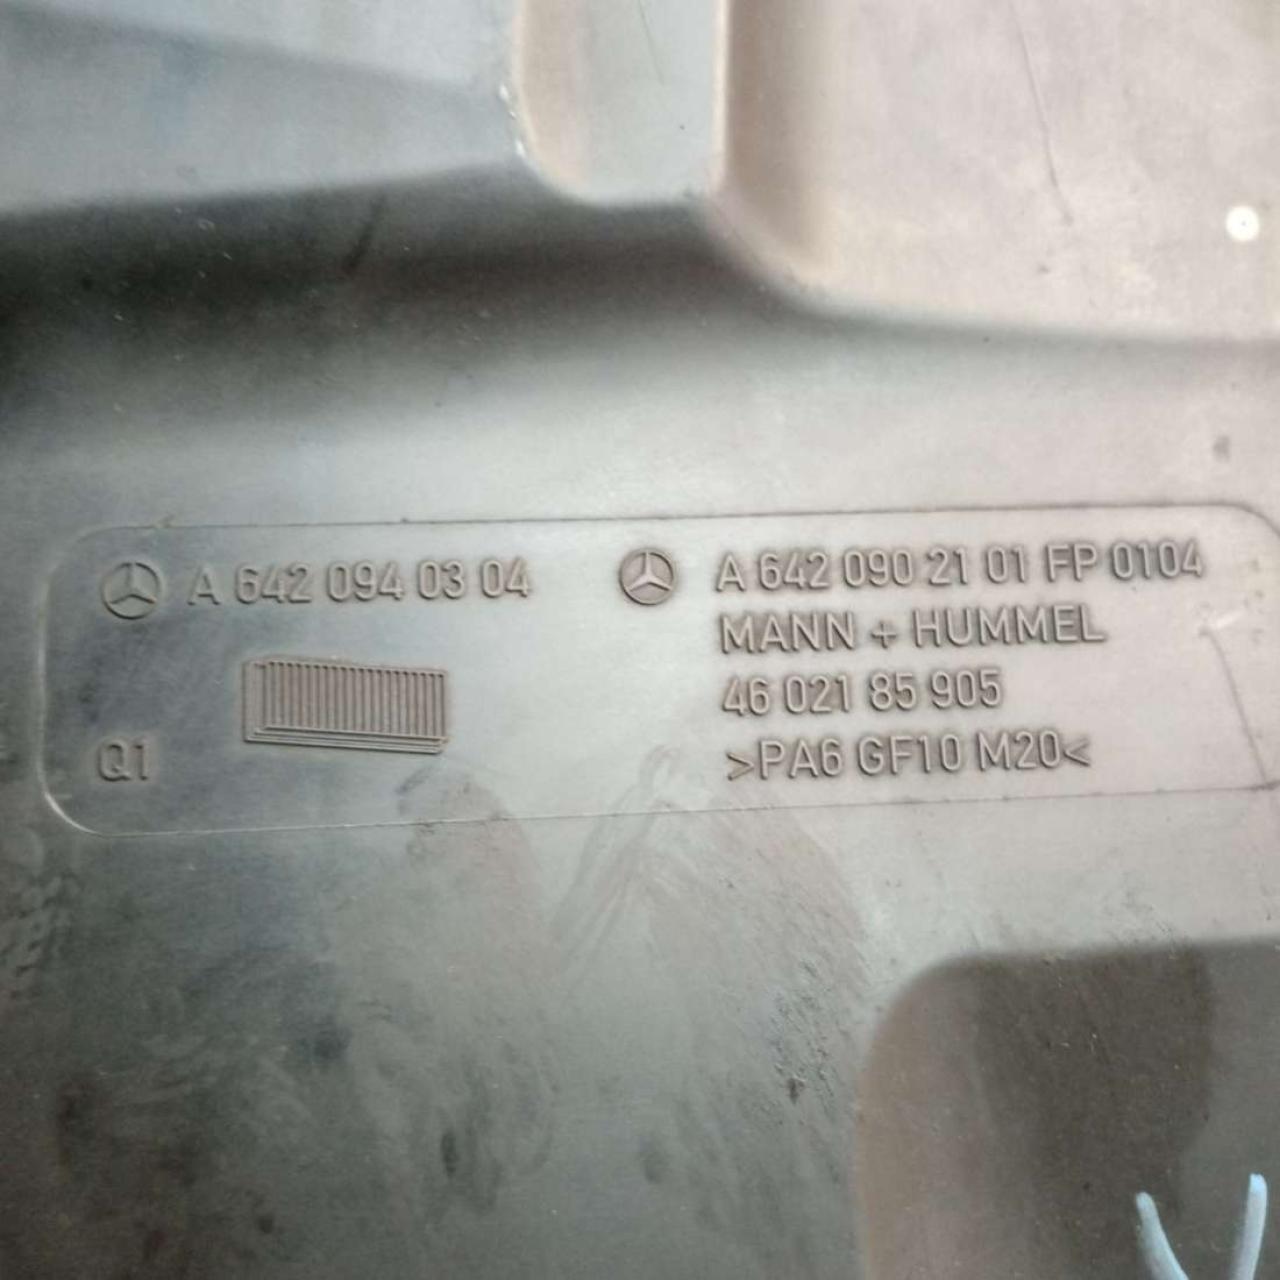 A 642 094 03 04
Q1
A 642 090 21 01 FP 0104
MANN + HUMMEL
46 021 85 905
>PA6 GF10 M20<